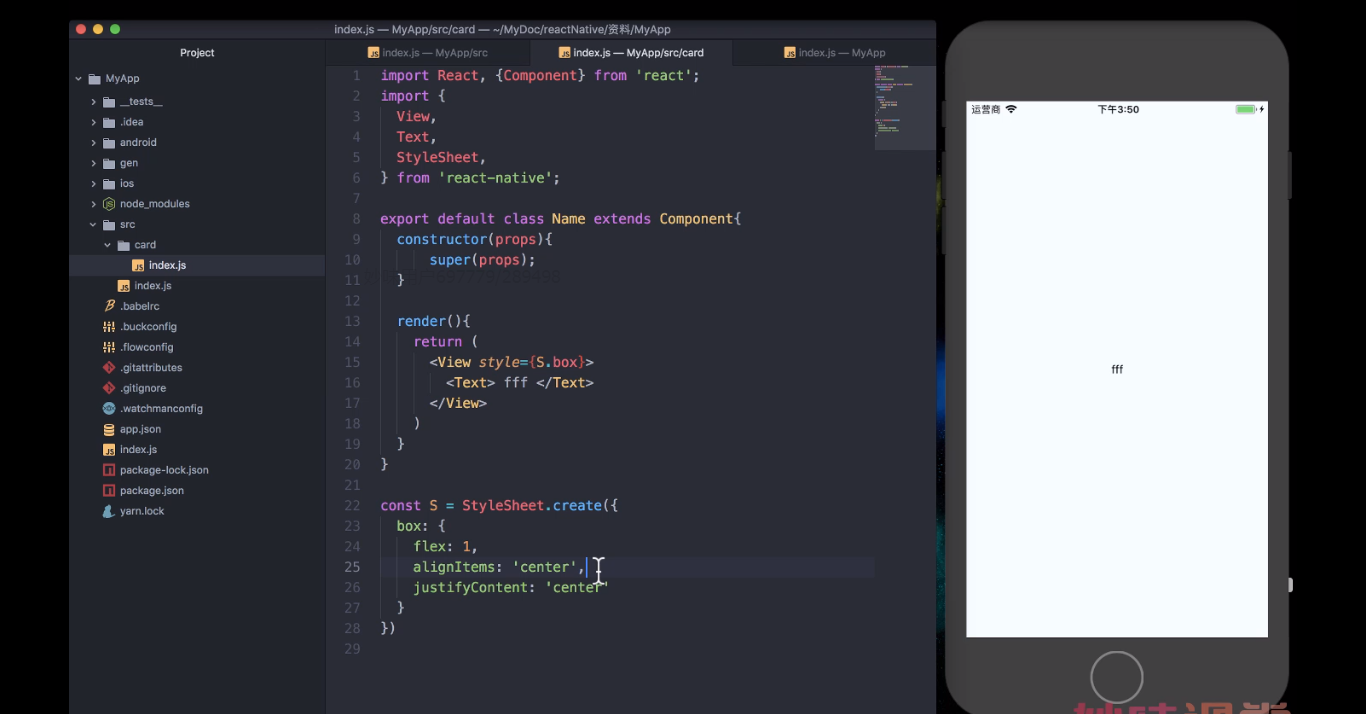 index.js — MyApp/src/card — ~/MyDoc/reactNative/资料/MyApp
Project
index.js — MyApp/src
index.js — MyApp/src/card
index.js — MyApp
MyApp
__tests__
.idea
android
gen
ios
node_modules
src
card
index.js
index.js
.babelrc
.buckconfig
.flowconfig
.gitattributes
.gitignore
.watchmanconfig
app.json
index.js
package-lock.json
package.json
yarn.lock
1 import React, {Component} from 'react';
2 import {
3 View,
4 Text,
5 StyleSheet,
6 } from 'react-native';
7
8 export default class Name extends Component{
9 constructor(props){
10 super(props);
11 }
12
13 render(){
14 return (
15 <View style={S.box}>
16 <Text> fff </Text>
17 </View>
18 )
19 }
20 }
21
22 const S = StyleSheet.create({
23 box: {
24 flex: 1,
25 alignItems: 'center',
26 justifyContent: 'center'
27 }
28 })
29
运营商 下午3:50
fff